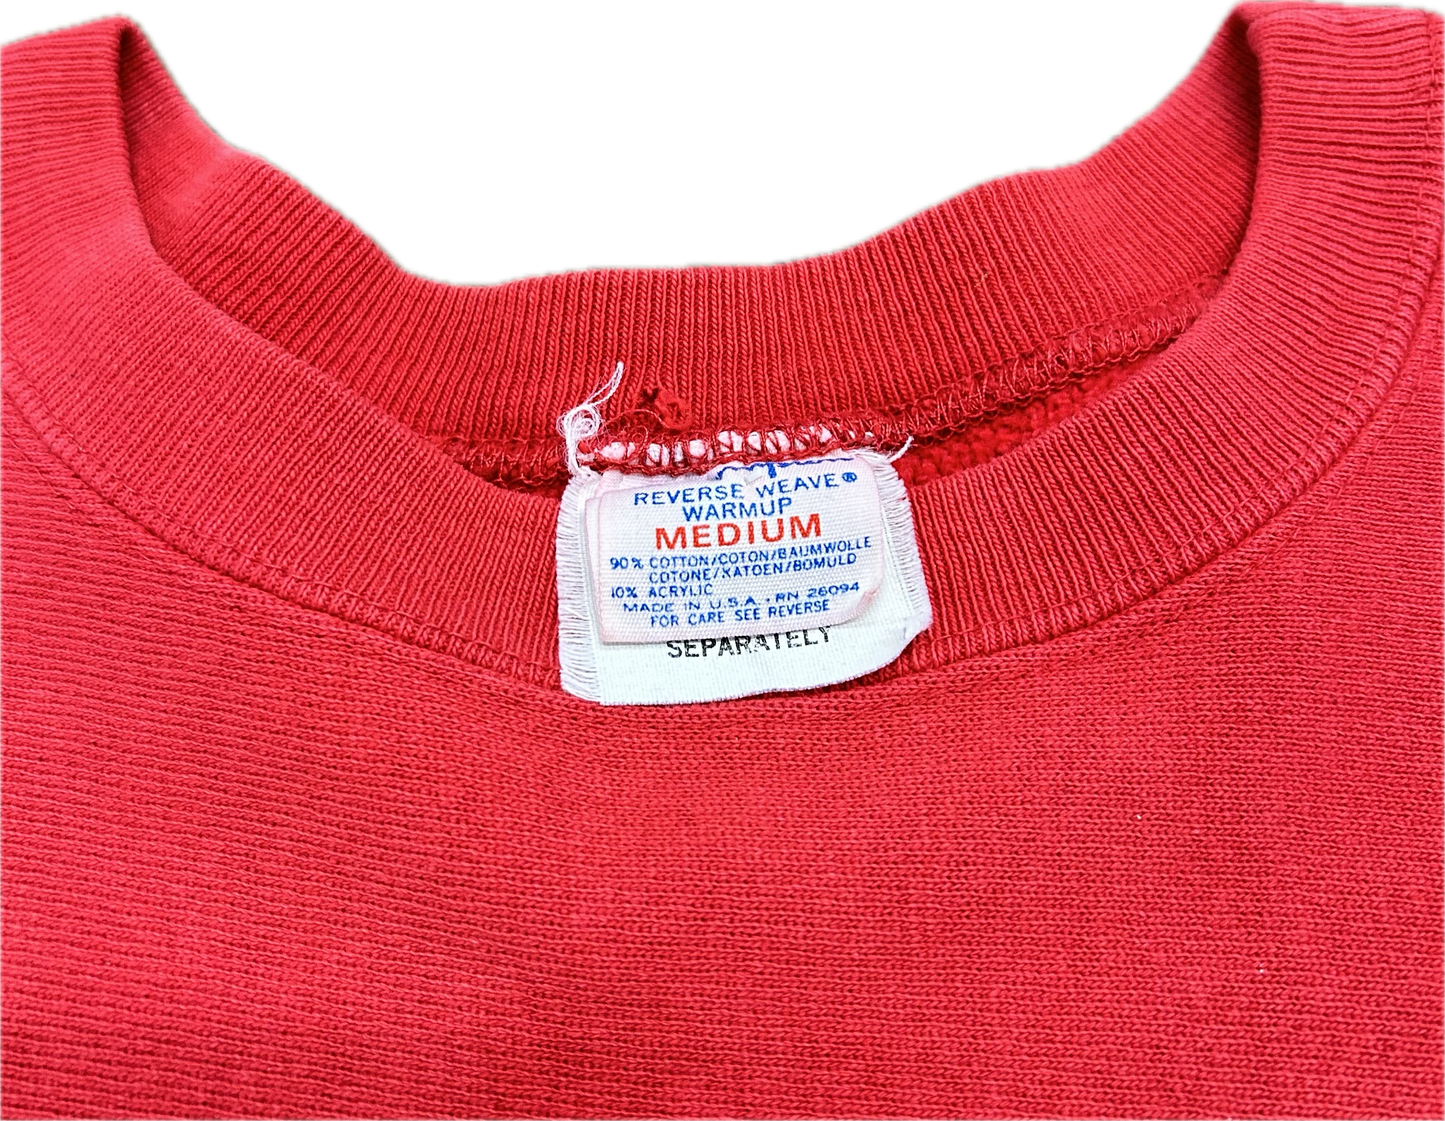 REVERSE WEAVE®
WARMUP
MEDIUM
90% COTTON/COTON/BAUMWOLLE
COTONE/KATOEN/BOMULD
10% ACRYLIC
MADE IN U.S.A. • RN 26094
FOR CARE SEE REVERSE
SEPARATELY